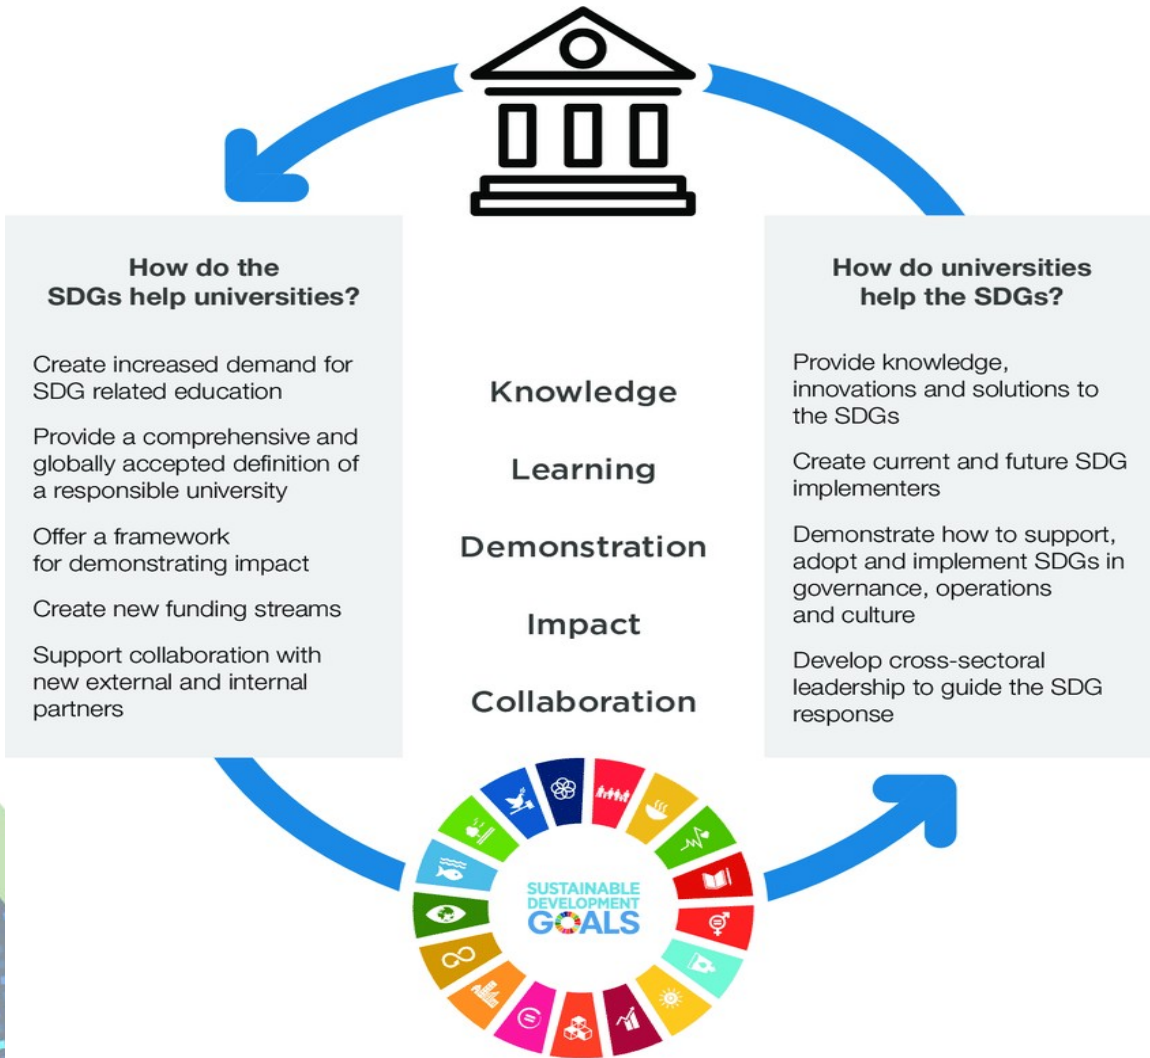 How do the
SDGs help universities?
Create increased demand for
SDG related education
Provide a comprehensive and
globally accepted definition of
a responsible university
Offer a framework
for demonstrating impact
Create new funding streams
Support collaboration with
new external and internal
partners
Knowledge
Learning
Demonstration
Impact
Collaboration
How do universities
help the SDGs?
Provide knowledge,
innovations and solutions to
the SDGs
Create current and future SDG
implementers
Demonstrate how to support,
adopt and implement SDGs in
governance, operations
and culture
Develop cross-sectoral
leadership to guide the SDG
response
SUSTAINABLE
DEVELOPMENT
GOALS